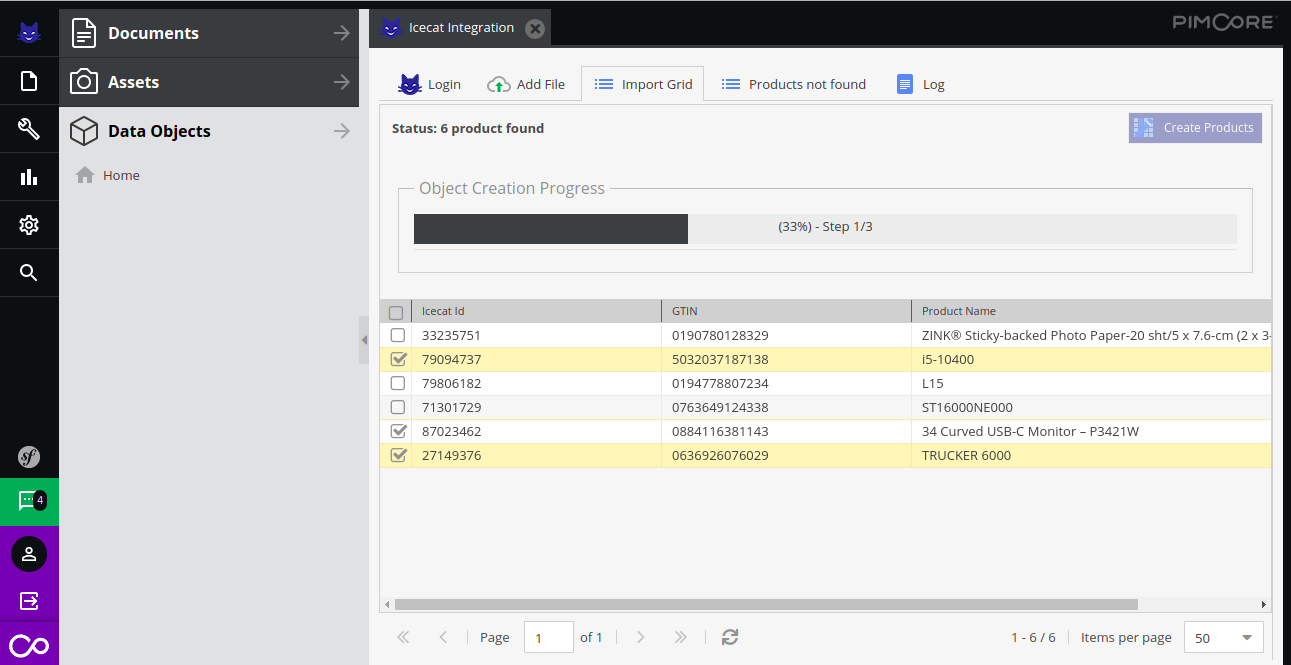 Documents
Assets
Data Objects
Home
sf
4
Icecat Integration
PIMCORE
Login
Add File
Import Grid
Products not found
Log
Status: 6 product found
Create Products
Object Creation Progress
(33%) - Step 1/3
Icecat Id GTIN Product Name
33235751 0190780128329 ZINK® Sticky-backed Photo Paper-20 sht/5 x 7.6-cm (2 x 3-
79094737 5032037187138 i5-10400
79806182 0194778807234 L15
71301729 0763649124338 ST16000NE000
87023462 0884116381143 34 Curved USB-C Monitor – P3421W
27149376 0636926076029 TRUCKER 6000
Page 1 of 1 1 - 6 / 6 Items per page 50